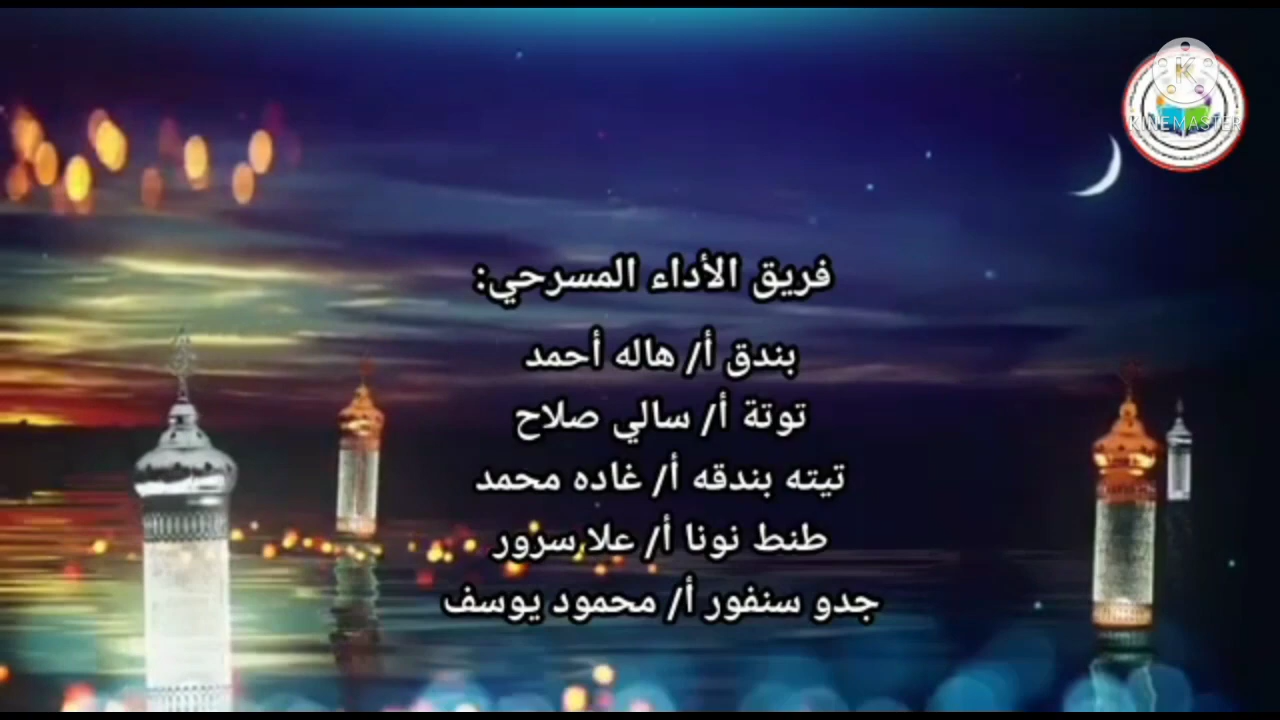 KINEMASTER
فريق الأداء المسرحي:
بندق أ/ هاله أحمد
توتة أ/ سالي صلاح
تيته بندقه أ/ غاده محمد
طنط نونا أ/ علا سرور
جدو سنفور أ/ محمود يوسف